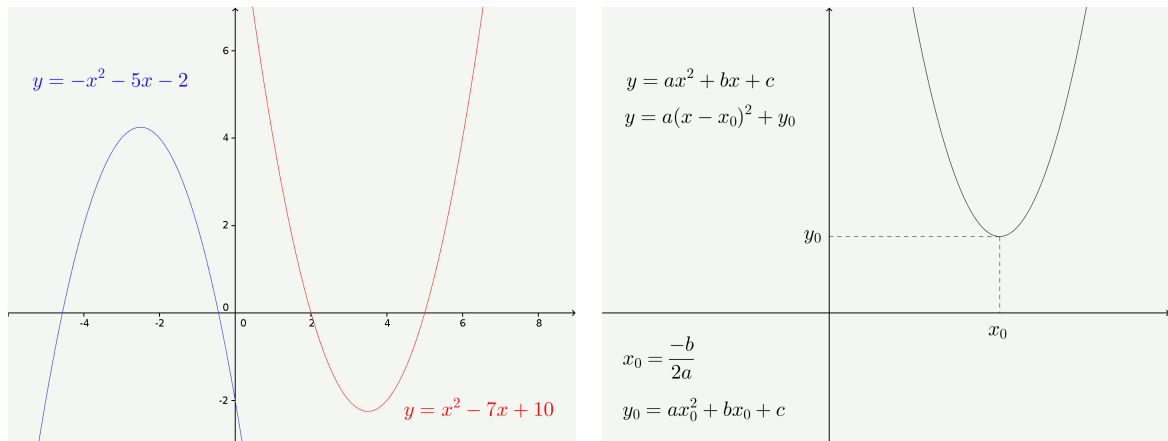 6
y = −x² − 5x − 2
4
2
0
-4 -2 0 2 4 6 8
-2
y = x² − 7x + 10
y = ax² + bx + c
y = a(x − x₀)² + y₀
y₀
x₀
x₀ = −b/2a
y₀ = ax₀² + bx₀ + c